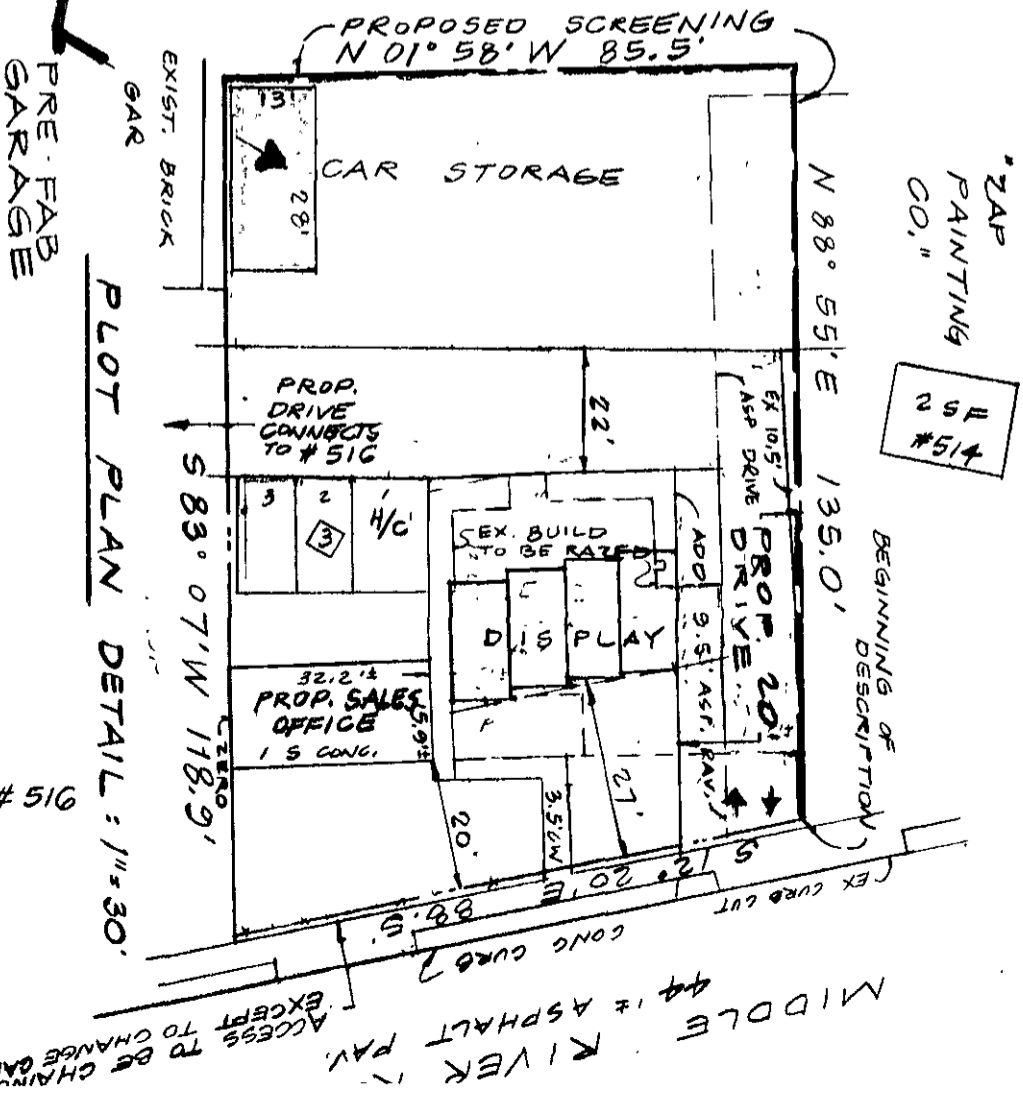 PROPOSED SCREENING
N 01° 58' W 85.5'
EXIST. BRICK
GAR
PRE-FAB
GARAGE
13'
28'
CAR STORAGE
"ZAP
PAINTING
CO."
N 88° 55' E 135.0'
2 SF
#514
PROP.
DRIVE
CONNECTS
TO #516
22'
EX 10.5'
ASP DRIVE
PROP. 20'±
DRIVE
ADD 9.5' ASP. PAV.
BEGINNING OF
DESCRIPTION
3
2
1
3
H/C
EX. BUILD
TO BE RAZED
DISPLAY
32.2'±
PROP. SALES
OFFICE
1 S CONC.
5.9'±
ZERO
S 83° 07' W 118.9'
PLOT PLAN DETAIL: 1"=30'
#516
20'
3.5' CW
27'
S 12° 20' E 88.5'
EX CURB CUT
CONC CURB
ACCESS TO BE
EXCEPT TO CHANGE
44'± ASPHALT PAV.
MIDDLE RIVER